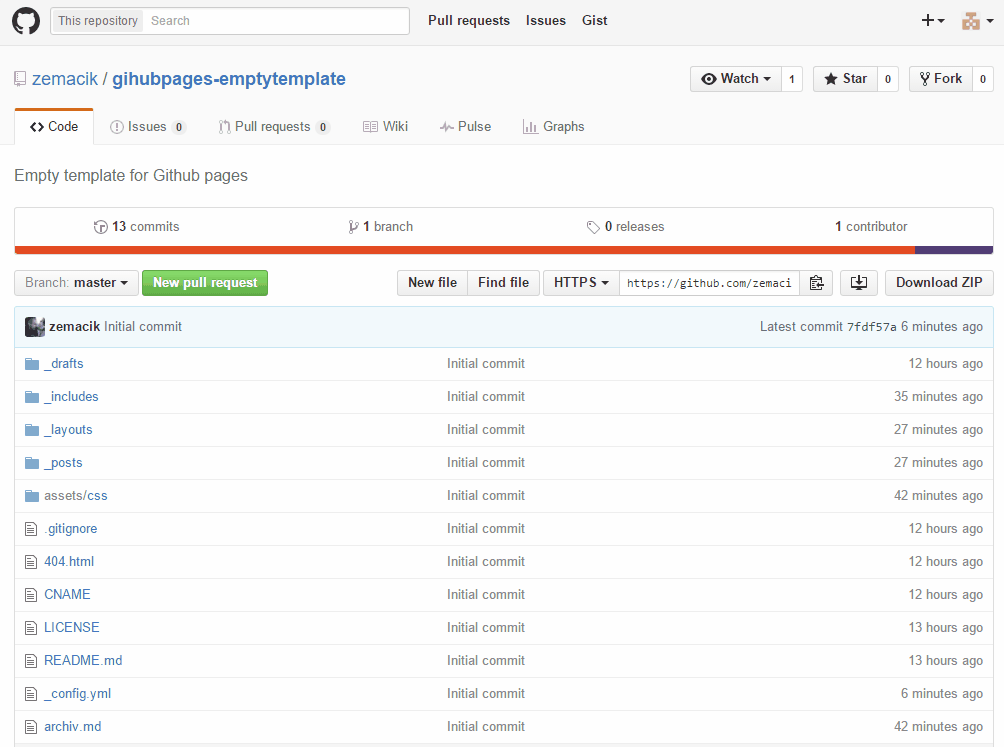 This repository Search Pull requests Issues Gist
zemacik / gihubpages-emptytemplate Watch 1 Star 0 Fork 0
Code Issues 0 Pull requests 0 Wiki Pulse Graphs
Empty template for Github pages
13 commits 1 branch 0 releases 1 contributor
Branch: master New pull request New file Find file HTTPS https://github.com/zemaci Download ZIP
zemacik Initial commit Latest commit 7fdf57a 6 minutes ago
_drafts Initial commit 12 hours ago
_includes Initial commit 35 minutes ago
_layouts Initial commit 27 minutes ago
_posts Initial commit 27 minutes ago
assets/css Initial commit 42 minutes ago
.gitignore Initial commit 12 hours ago
404.html Initial commit 12 hours ago
CNAME Initial commit 12 hours ago
LICENSE Initial commit 13 hours ago
README.md Initial commit 13 hours ago
_config.yml Initial commit 6 minutes ago
archiv.md Initial commit 42 minutes ago